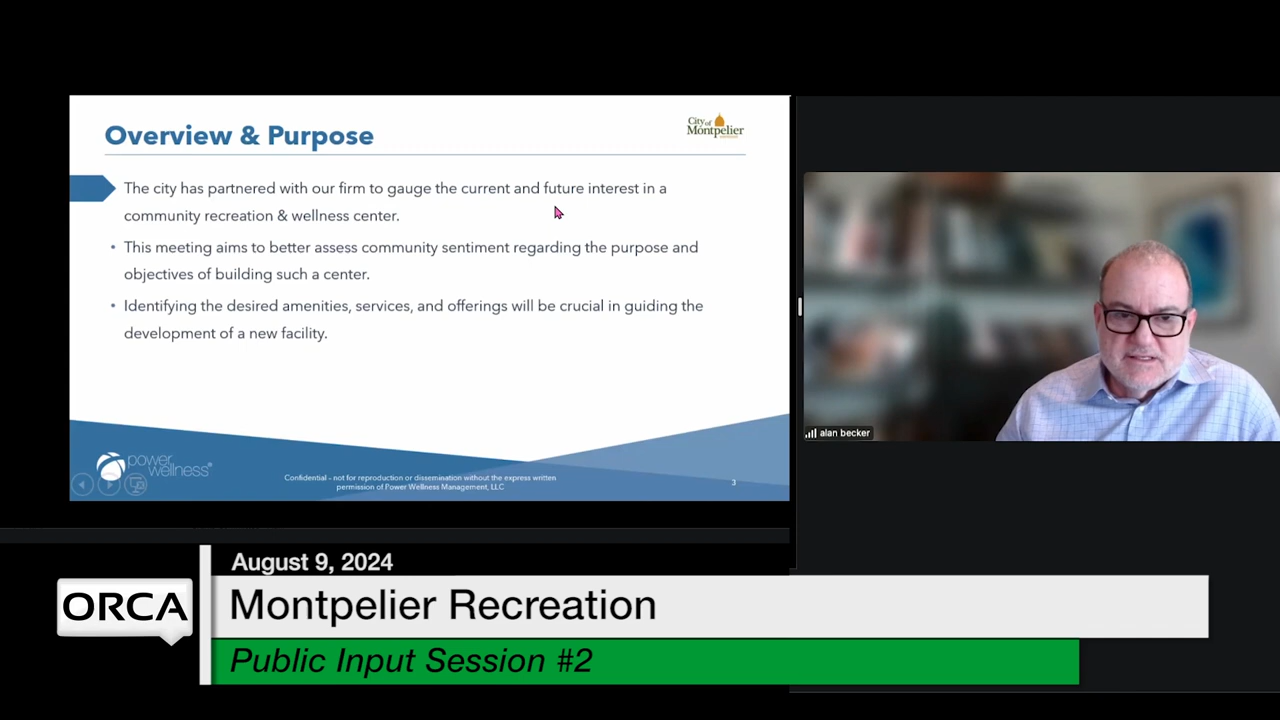 Overview & Purpose
City of
Montpelier
The city has partnered with our firm to gauge the current and future interest in a
community recreation & wellness center.
• This meeting aims to better assess community sentiment regarding the purpose and
objectives of building such a center.
• Identifying the desired amenities, services, and offerings will be crucial in guiding the
development of a new facility.
power
wellness®
Confidential - not for reproduction or dissemination without the express written
permission of Power Wellness Management, LLC
3
alan becker
August 9, 2024
ORCA
Montpelier Recreation
Public Input Session #2